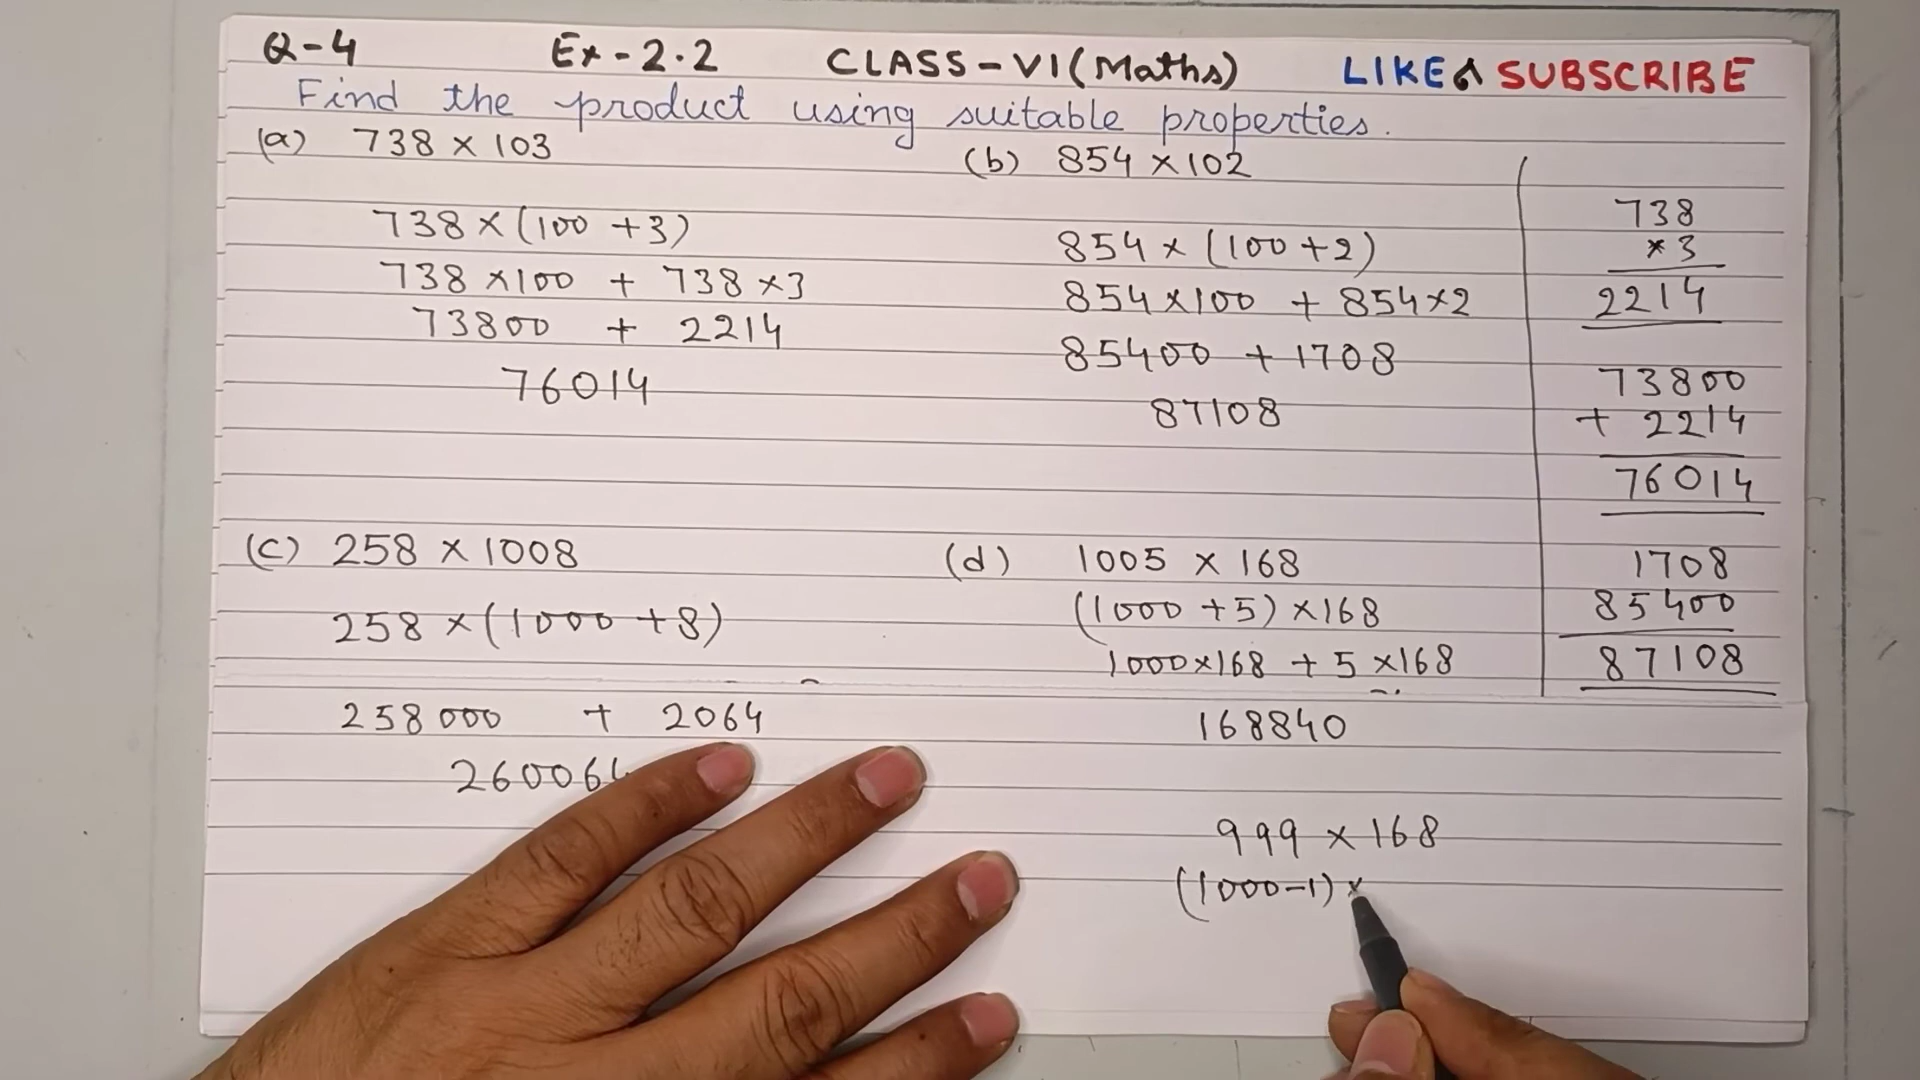 Q-4 Ex-2.2 CLASS-VI (Maths) LIKE & SUBSCRIBE
Find the product using suitable properties.
(a) 738 × 103
738 × (100 + 3)
738 × 100 + 738 × 3
73800 + 2214
76014
(b) 854 × 102
854 × (100 + 2)
854 × 100 + 854 × 2
85400 + 1708
87108
738
× 3
2214
73800
+ 2214
76014
1708
85400
87108
(c) 258 × 1008
258 × (1000 + 8)
258000 + 2064
260064
(d) 1005 × 168
(1000 + 5) × 168
1000 × 168 + 5 × 168
168840
999 × 168
(1000 - 1) ×